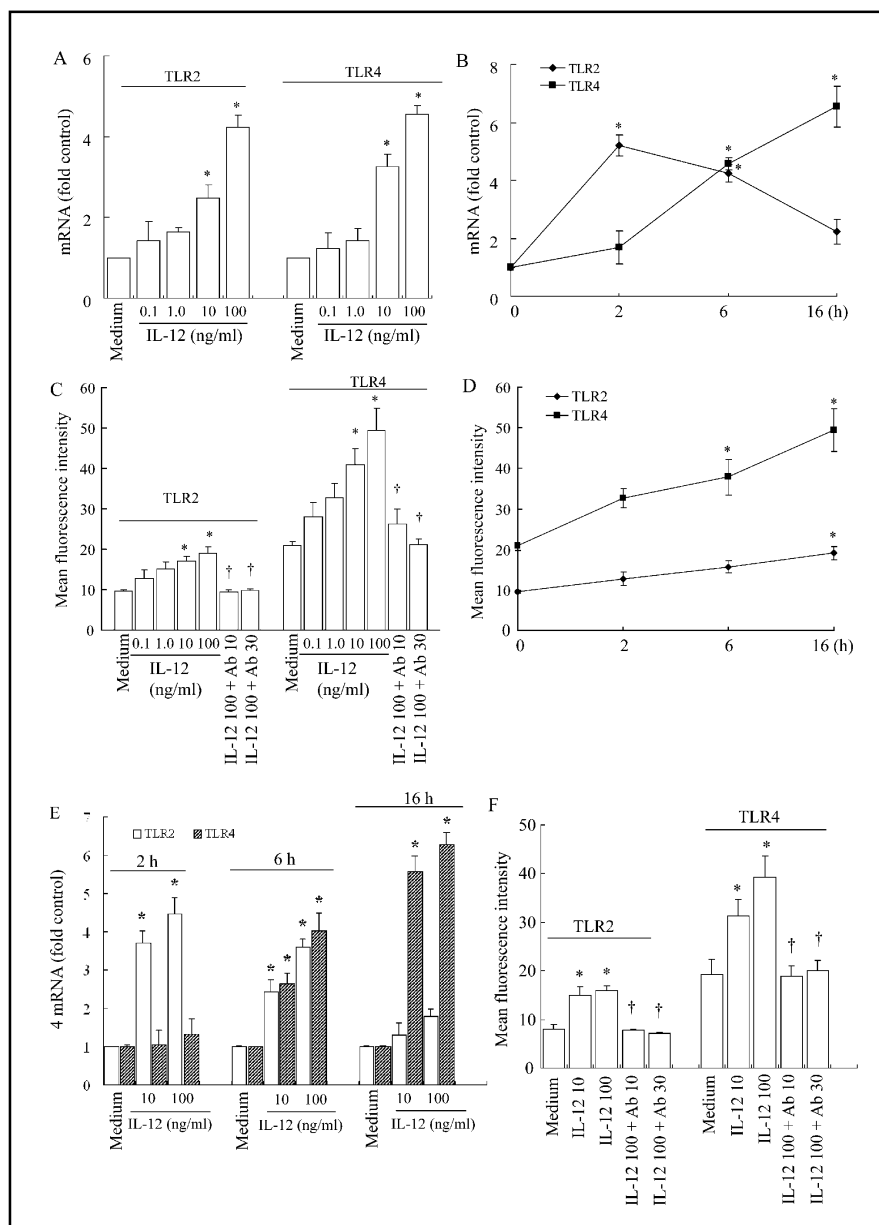 A
TLR2
TLR4
mRNA (fold control)
6
4
2
0
* * * *
Medium 0.1 1.0 10 100 Medium 0.1 1.0 10 100
IL-12 (ng/ml) IL-12 (ng/ml)
B
TLR2
TLR4
mRNA (fold control)
8
6
4
2
0
* * * *
0 2 6 16 (h)
C
TLR2
TLR4
Mean fluorescence intensity
60
50
40
30
20
10
0
* * † † * * † †
Medium 0.1 1.0 10 100 IL-12 100 + Ab 10 IL-12 100 + Ab 30 Medium 0.1 1.0 10 100 IL-12 100 + Ab 10 IL-12 100 + Ab 30
IL-12 IL-12
(ng/ml) (ng/ml)
D
TLR2
TLR4
Mean fluorescence intensity
60
50
40
30
20
10
0
* * *
0 2 6 16 (h)
E
TLR2 TLR4
2 h
6 h
16 h
4 mRNA (fold control)
7
6
5
4
3
2
1
0
* * * * * * * *
Medium 10 100 Medium 10 100 Medium 10 100
IL-12 (ng/ml) IL-12 (ng/ml) IL-12 (ng/ml)
F
TLR2
TLR4
Mean fluorescence intensity
50
40
30
20
10
0
* * † † * * † †
Medium IL-12 10 IL-12 100 IL-12 100 + Ab 10 IL-12 100 + Ab 30 Medium IL-12 10 IL-12 100 IL-12 100 + Ab 10 IL-12 100 + Ab 30